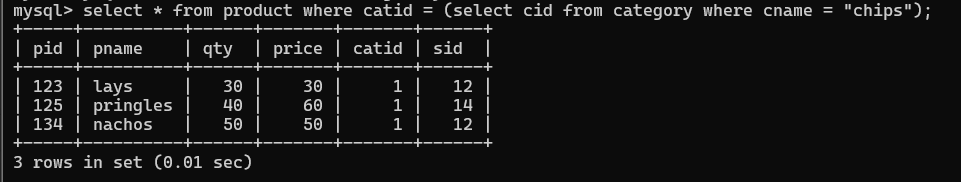 mysql> select * from product where catid = (select cid from category where cname = "chips");
+-----+----------+------+-------+-------+------+
| pid | pname    | qty  | price | catid | sid  |
+-----+----------+------+-------+-------+------+
| 123 | lays     |   30 |    30 |     1 |   12 |
| 125 | pringles |   40 |    60 |     1 |   14 |
| 134 | nachos   |   50 |    50 |     1 |   12 |
+-----+----------+------+-------+-------+------+
3 rows in set (0.01 sec)